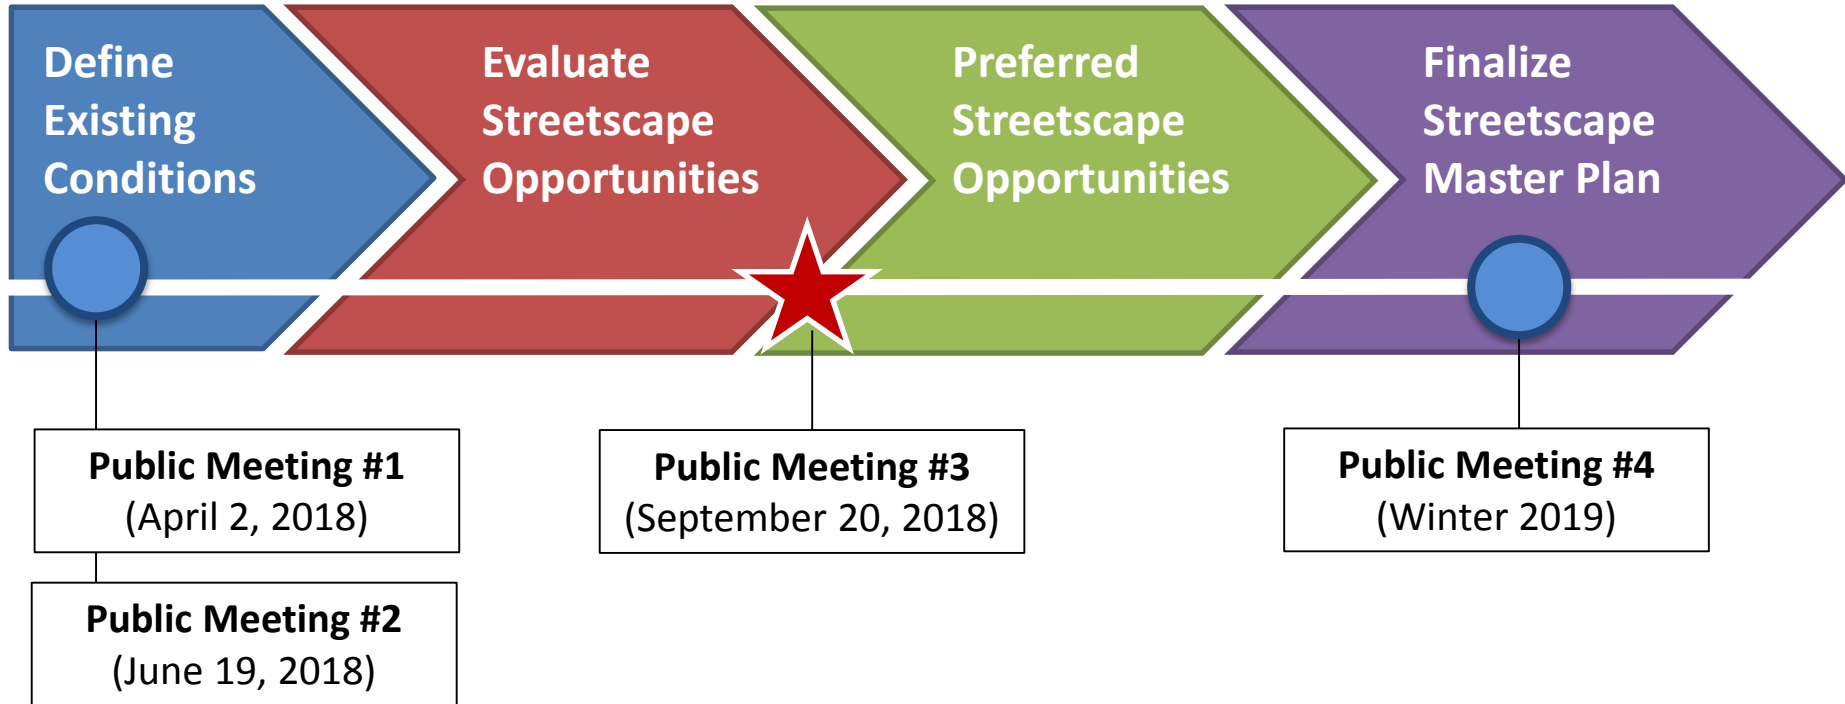 Define
Existing
Conditions
Evaluate
Streetscape
Opportunities
Preferred
Streetscape
Opportunities
Finalize
Streetscape
Master Plan
Public Meeting #1
(April 2, 2018)
Public Meeting #2
(June 19, 2018)
Public Meeting #3
(September 20, 2018)
Public Meeting #4
(Winter 2019)